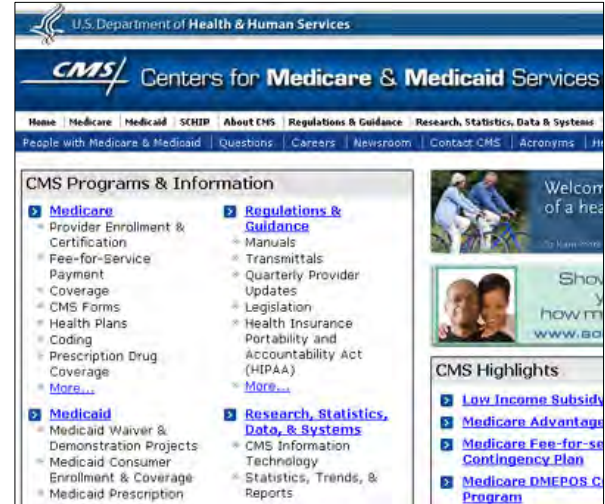 U.S. Department of Health & Human Services
CMS/ Centers for Medicare & Medicaid Services
Home Medicare Medicaid SCHIP About CMS Regulations & Guidance Research, Statistics, Data & Systems
People with Medicare & Medicaid Questions Careers Newsroom Contact CMS Acronyms
CMS Programs & Information
Medicare
Provider Enrollment &
Certification
Fee-for-Service
Payment
Coverage
CMS Forms
Health Plans
Coding
Prescription Drug
Coverage
More...
Medicaid
Medicaid Waiver &
Demonstration Projects
Medicaid Consumer
Enrollment & Coverage
Medicaid Prescription
Regulations &
Guidance
Manuals
Transmittals
Quarterly Provider
Updates
Legislation
Health Insurance
Portability and
Accountability Act
(HIPAA)
More...
Research, Statistics,
Data, & Systems
CMS Information
Technology
Statistics, Trends, &
Reports
Welcom
of a hea
Show
y
how m
www.
CMS Highlights
Low Income Subsidy
Medicare Advantage
Medicare Fee-for-se
Contingency Plan
Medicare DMEPOS C
Program